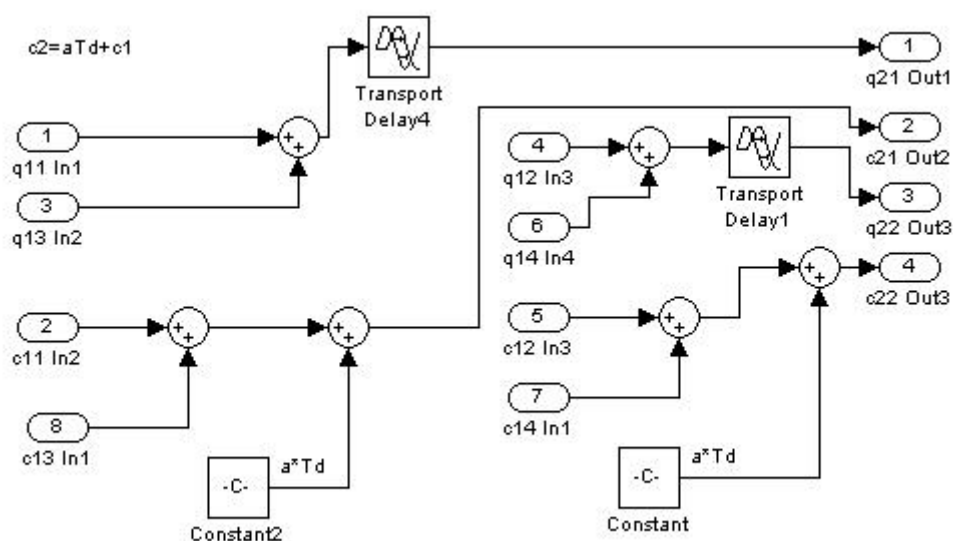 c2=aTd+c1
Transport
Delay4
1
q21 Out1
1
q11 In1
2
c21 Out2
3
q13 In2
4
q12 In3
Transport
Delay1
3
q22 Out3
6
q14 In4
4
c22 Out3
2
c11 In2
5
c12 In3
7
c14 In1
8
c13 In1
-C-
a*Td
Constant2
-C-
a*Td
Constant